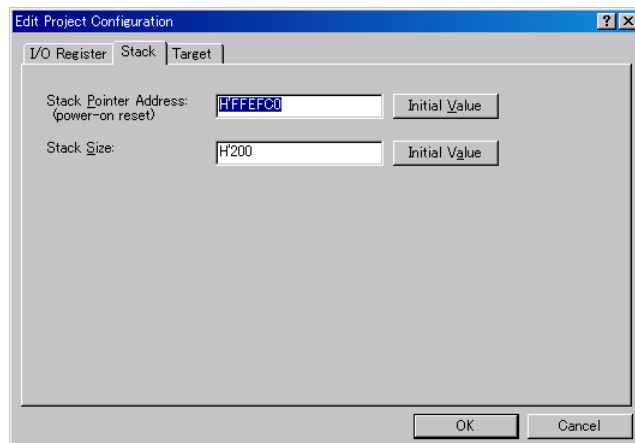 Edit Project Configuration
I/O Register Stack Target
Stack Pointer Address: H'FFEFC0 Initial Value
(power-on reset)
Stack Size: H'200 Initial Value
OK Cancel